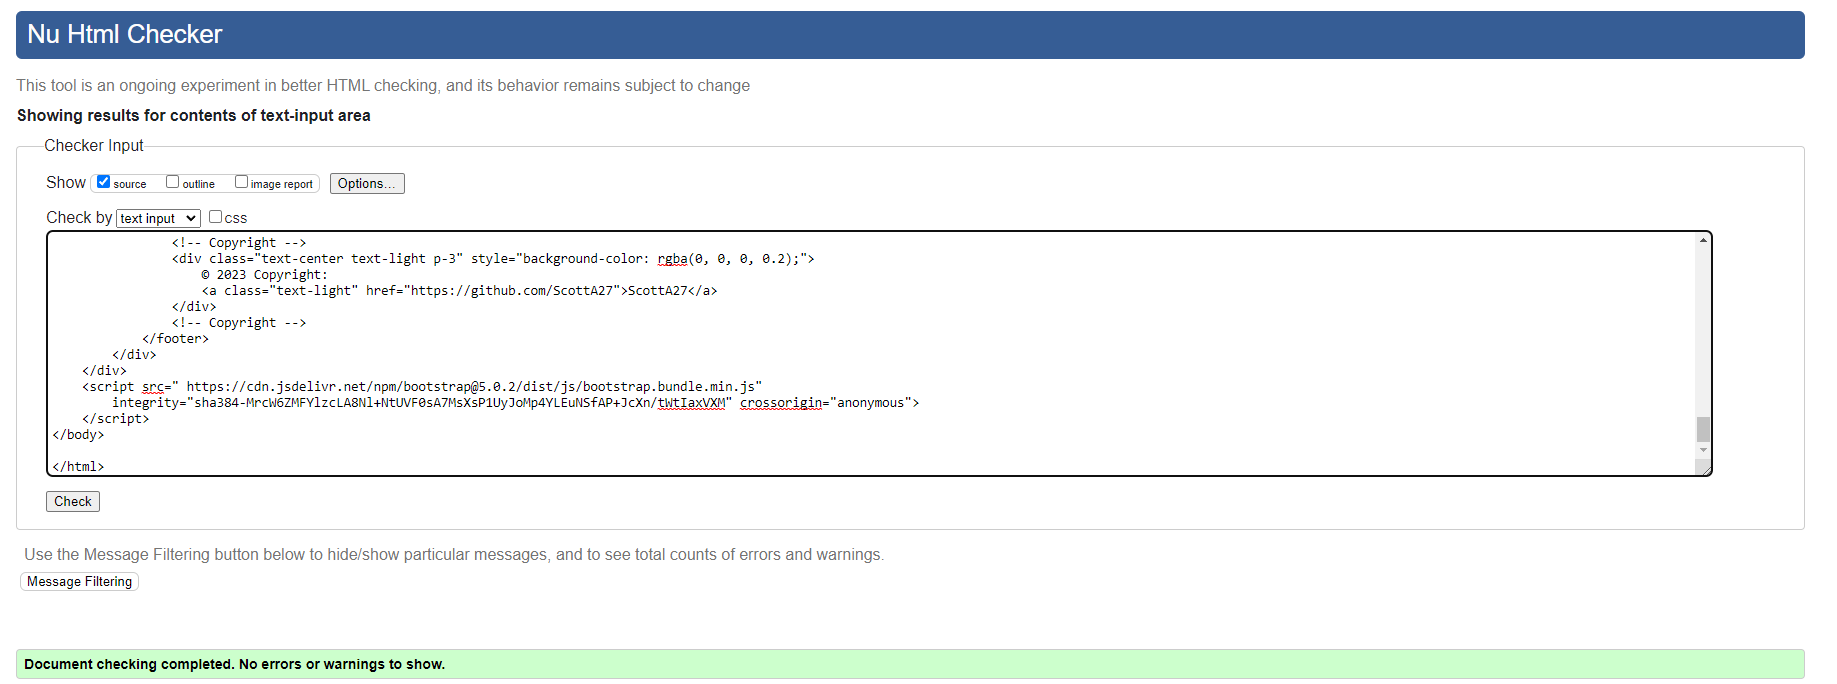 Nu Html Checker
This tool is an ongoing experiment in better HTML checking, and its behavior remains subject to change
Showing results for contents of text-input area
Checker Input
Show source outline image report Options...
Check by text input css
<!-- Copyright -->
<div class="text-center text-light p-3" style="background-color: rgba(0, 0, 0, 0.2);">
© 2023 Copyright:
<a class="text-light" href="https://github.com/ScottA27">ScottA27</a>
</div>
<!-- Copyright -->
</footer>
</div>
</div>
<script src=" https://cdn.jsdelivr.net/npm/bootstrap@5.0.2/dist/js/bootstrap.bundle.min.js"
integrity="sha384-MrcW6ZMFYlzcLA8Nl+NtUVF0sA7MsXsP1UyJoMp4YLEuNSfAP+JcXn/tWtIaxVXM" crossorigin="anonymous">
</script>
</body>
</html>
Check
Use the Message Filtering button below to hide/show particular messages, and to see total counts of errors and warnings.
Message Filtering
Document checking completed. No errors or warnings to show.